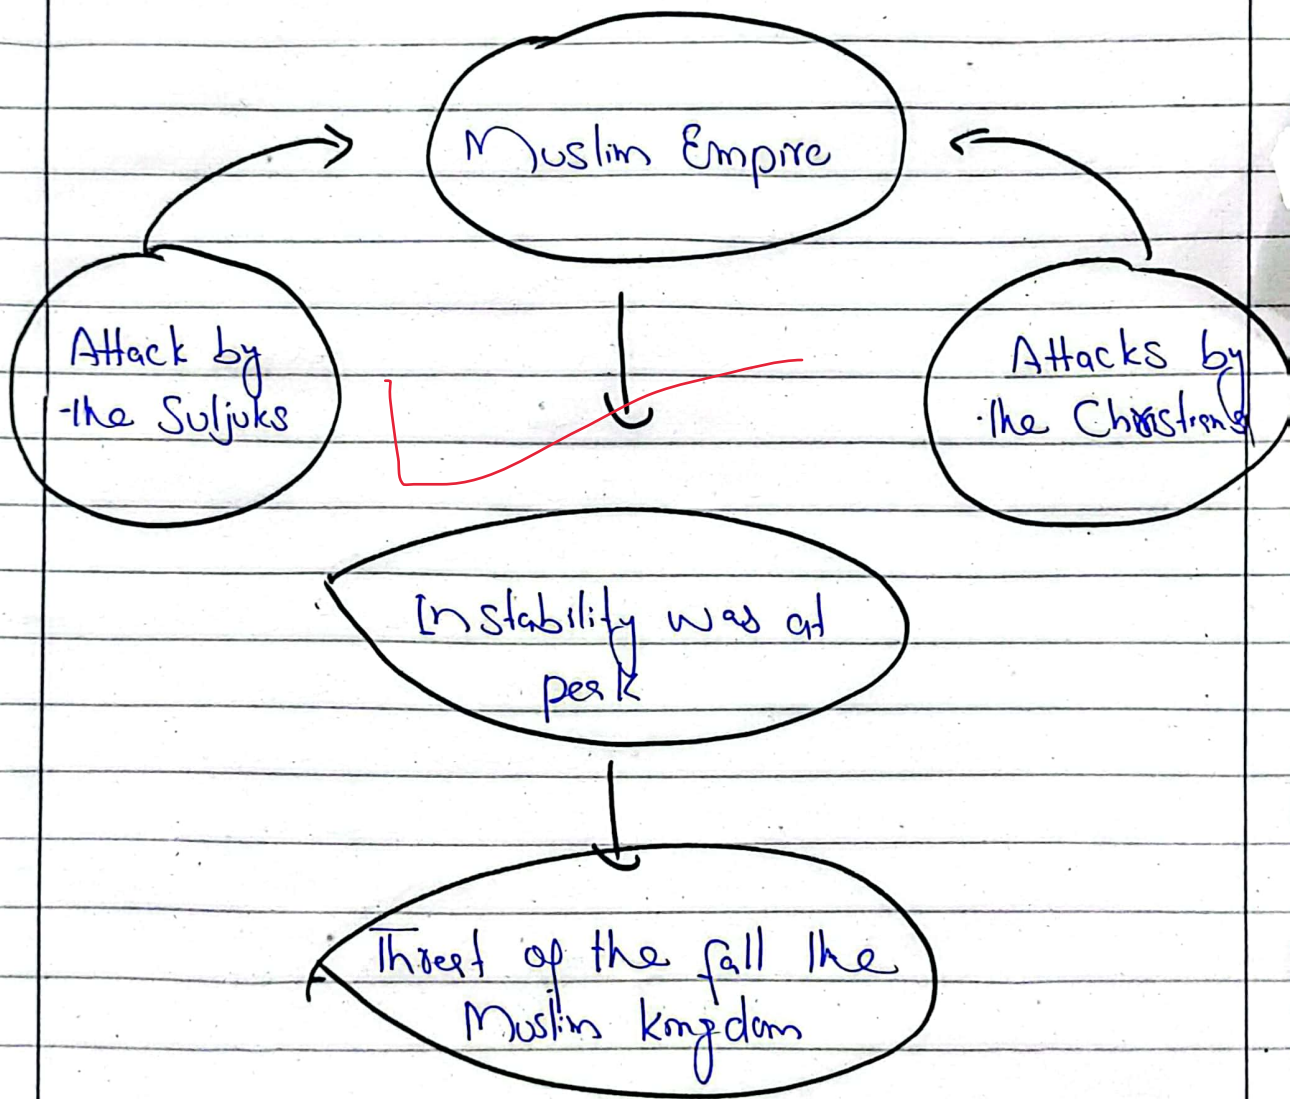 Muslim Empire
Attack by
the Suljuks
Attacks by
the Christians
Instability was at
peak
Threat of the fall the
Muslim kingdom